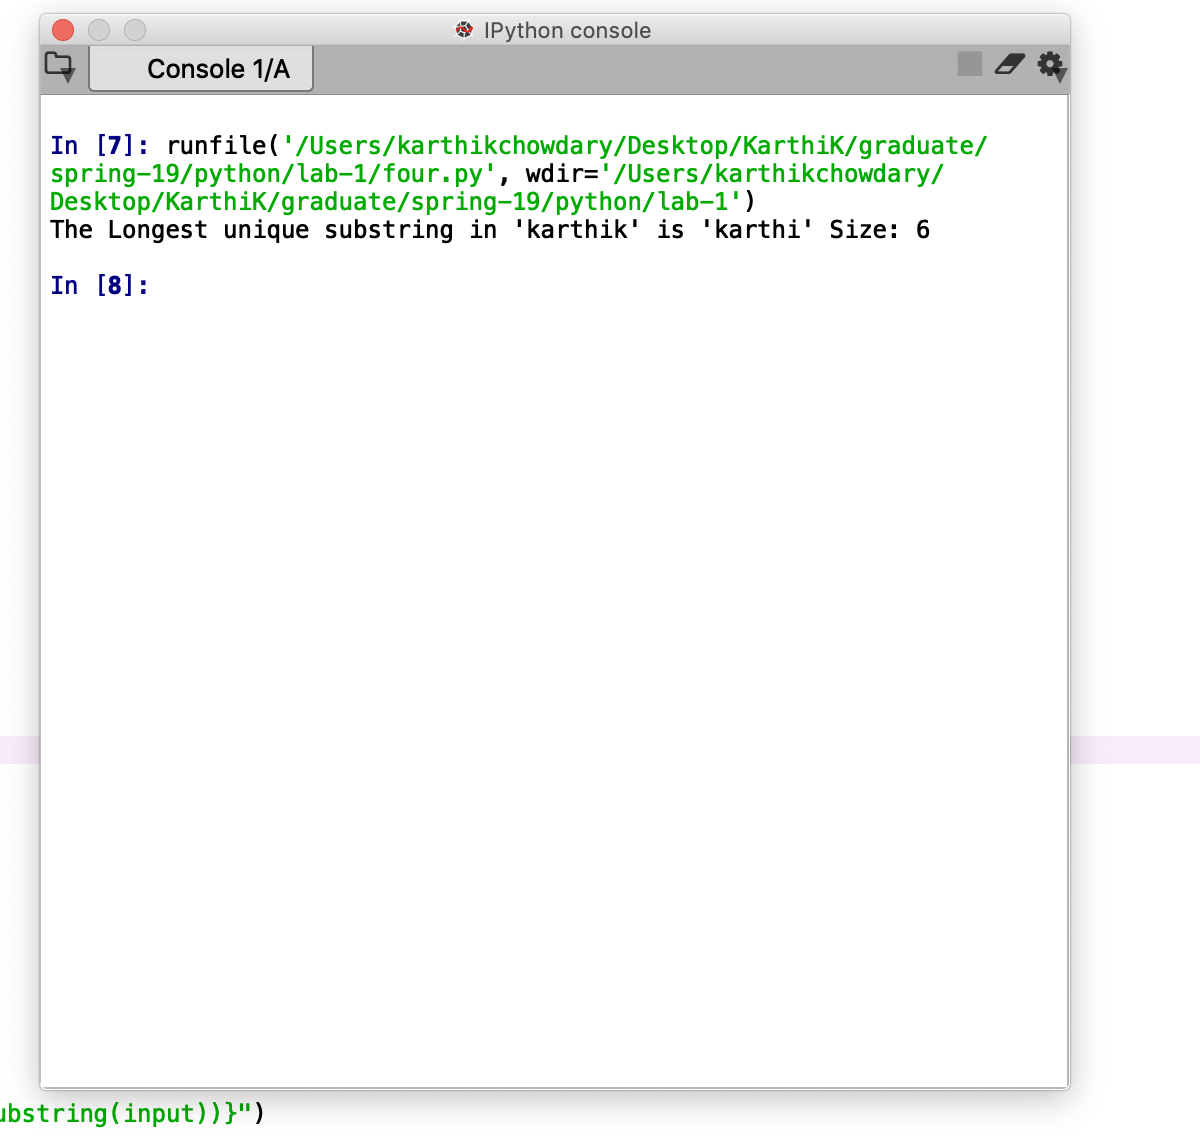 IPython console
Console 1/A
In [7]: runfile('/Users/karthikchowdary/Desktop/KarthiK/graduate/
spring-19/python/lab-1/four.py', wdir='/Users/karthikchowdary/
Desktop/KarthiK/graduate/spring-19/python/lab-1')
The Longest unique substring in 'karthik' is 'karthi' Size: 6
In [8]:
ubstring(input))}")